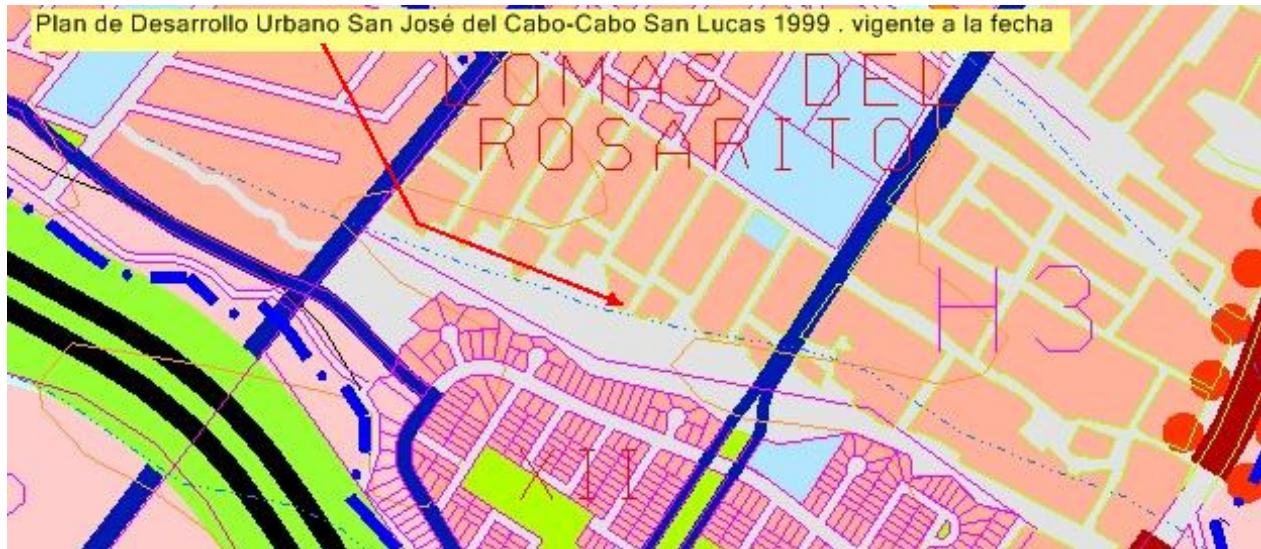 Plan de Desarrollo Urbano San José del Cabo-Cabo San Lucas 1999 . vigente a la fecha
LOMAS DEL
ROSARITO
H3
XII